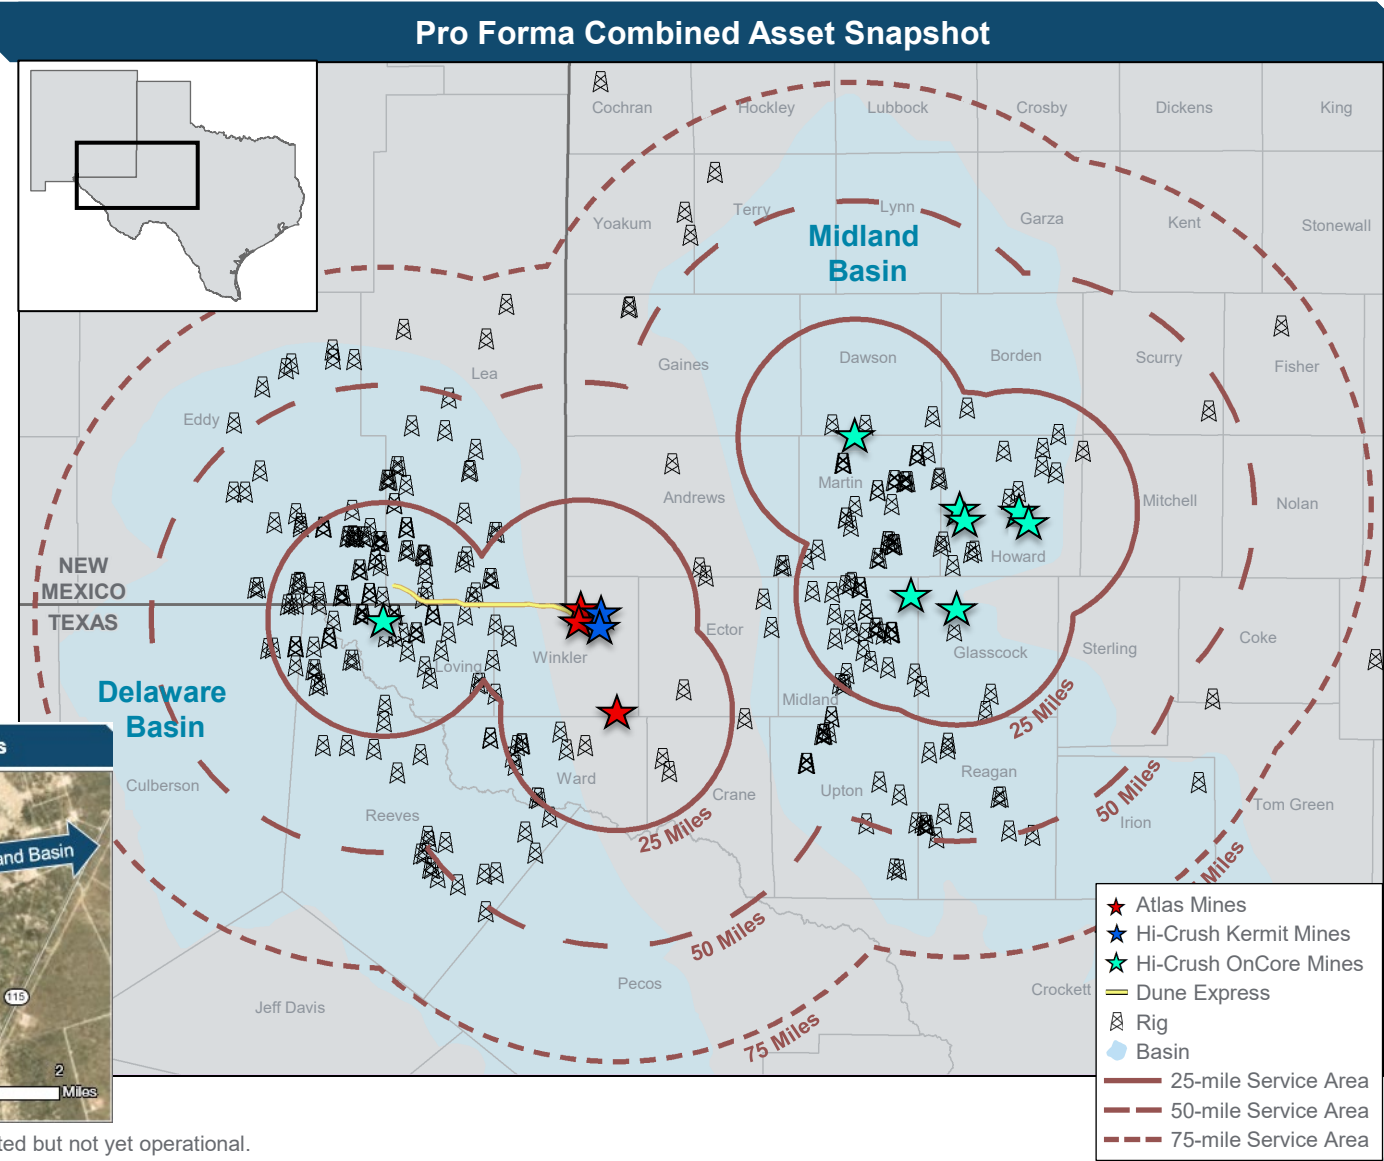 Pro Forma Combined Asset Snapshot
Cochran
Hockley
Lubbock
Crosby
Dickens
King
Yoakum
Terry
Lynn
Garza
Kent
Stonewall
Midland
Basin
Lea
Gaines
Dawson
Borden
Scurry
Fisher
Eddy
Andrews
Martin
Howard
Mitchell
Nolan
NEW
MEXICO
TEXAS
Loving
Winkler
Ector
Midland
Glasscock
Sterling
Coke
Delaware
Basin
25 Miles
Culberson
Reeves
Ward
Crane
Upton
Reagan
Irion
Tom Green
25 Miles
50 Miles
Miles
50 Miles
Pecos
Jeff Davis
Crockett
75 Miles
s
and Basin
115
2
Miles
Atlas Mines
Hi-Crush Kermit Mines
Hi-Crush OnCore Mines
Dune Express
Rig
Basin
25-mile Service Area
50-mile Service Area
75-mile Service Area
ted but not yet operational.